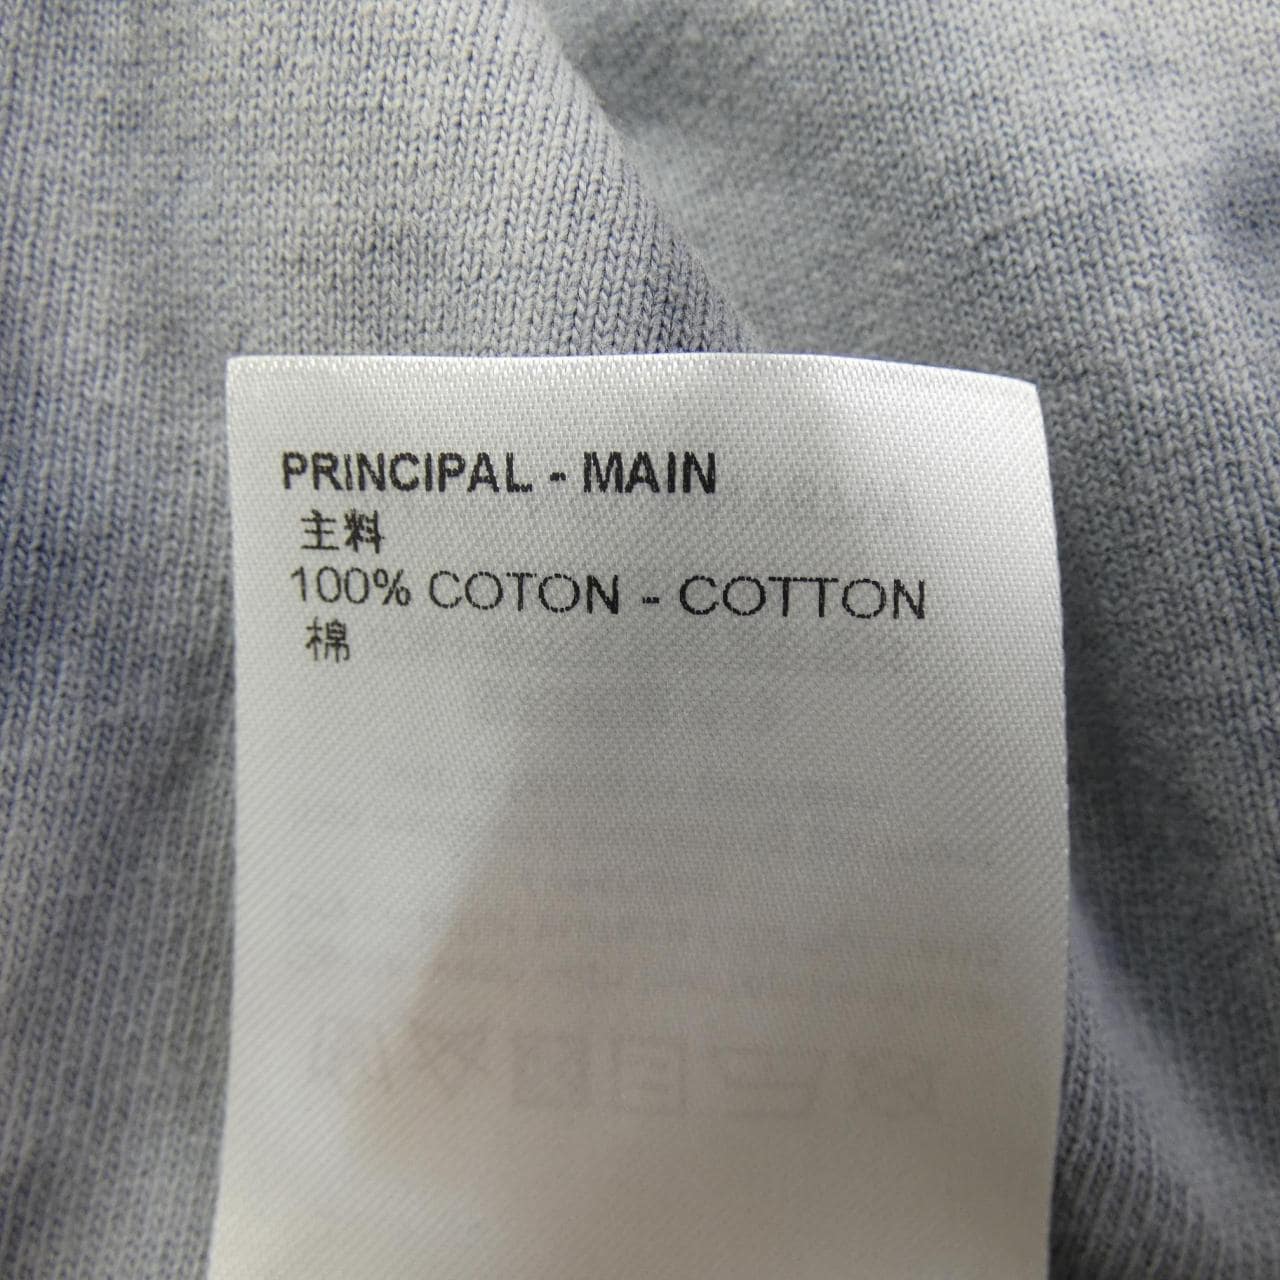 PRINCIPAL - MAIN
主料
100% COTON - COTTON
棉